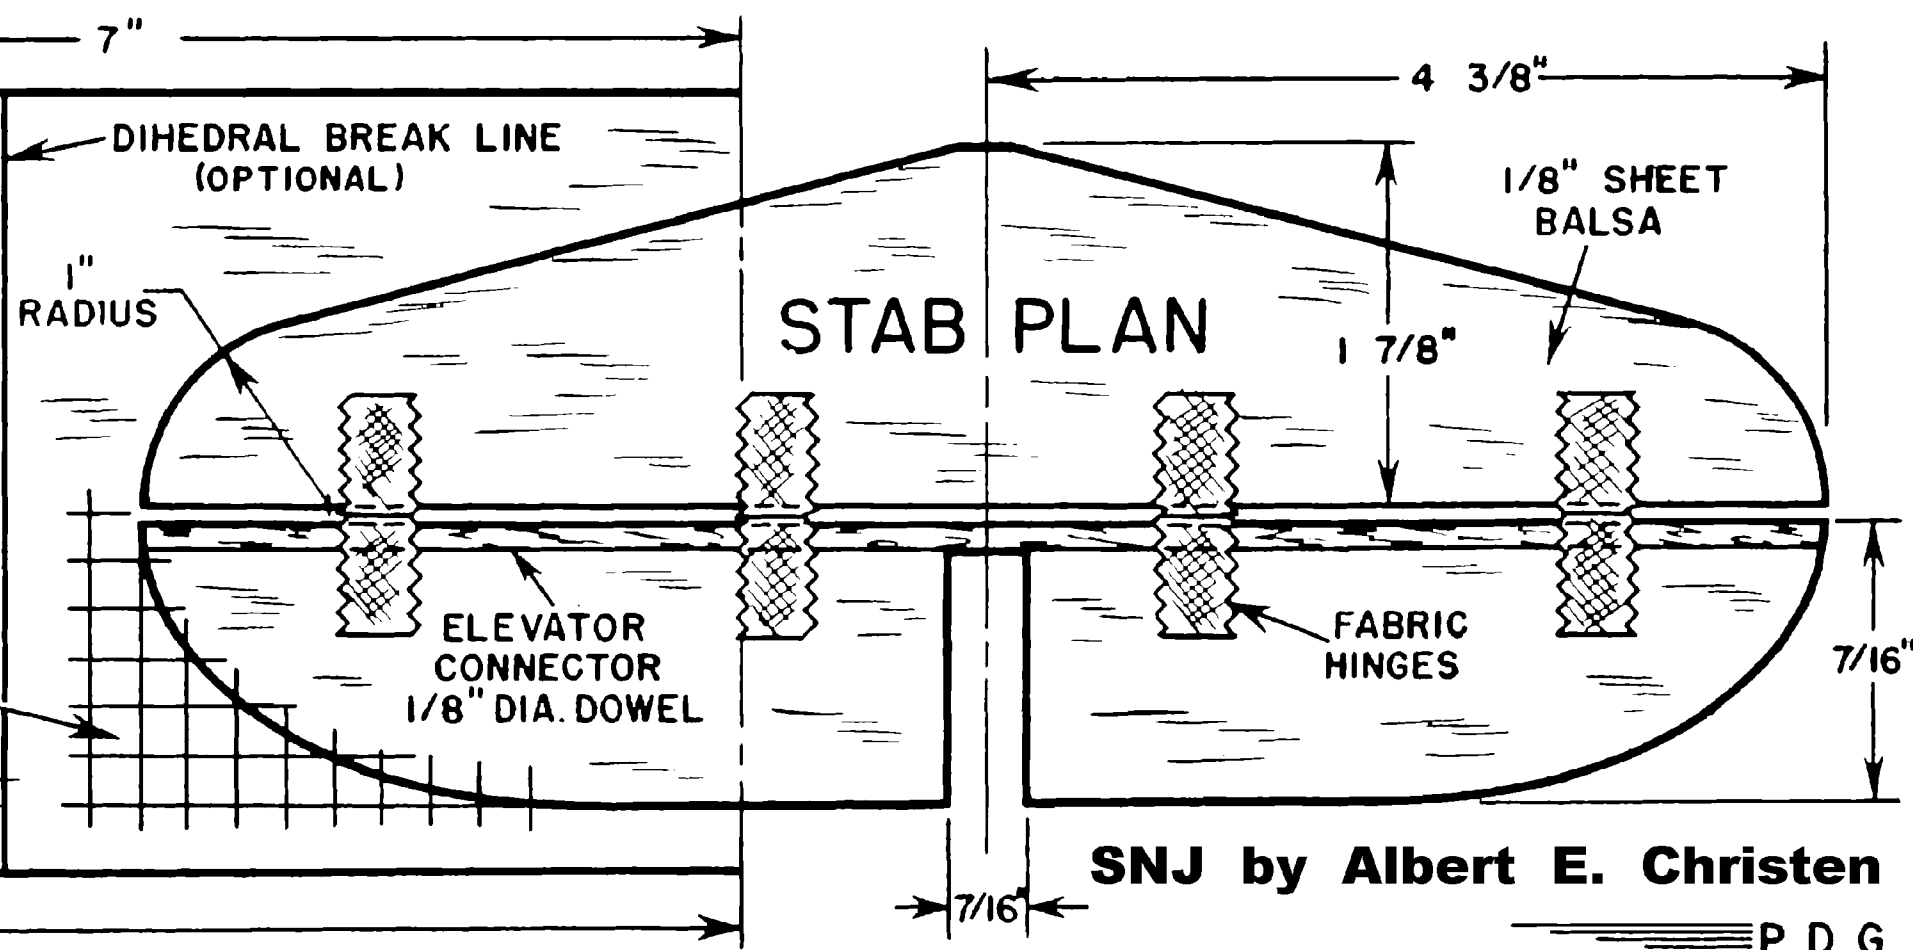 7"
4 3/8"
DIHEDRAL BREAK LINE
(OPTIONAL)
1/8" SHEET
BALSA
1"
RADIUS
STAB PLAN
1 7/8"
ELEVATOR
CONNECTOR
1/8" DIA. DOWEL
FABRIC
HINGES
7/16"
7/16"
SNJ by Albert E. Christen
P D G